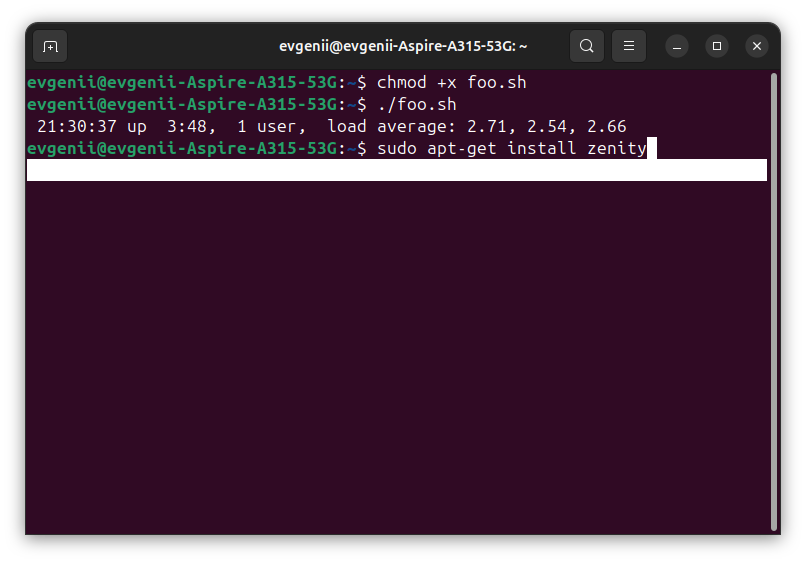 evgenii@evgenii-Aspire-A315-53G: ~
evgenii@evgenii-Aspire-A315-53G:~$ chmod +x foo.sh
evgenii@evgenii-Aspire-A315-53G:~$ ./foo.sh
 21:30:37 up  3:48,  1 user,  load average: 2.71, 2.54, 2.66
evgenii@evgenii-Aspire-A315-53G:~$ sudo apt-get install zenity